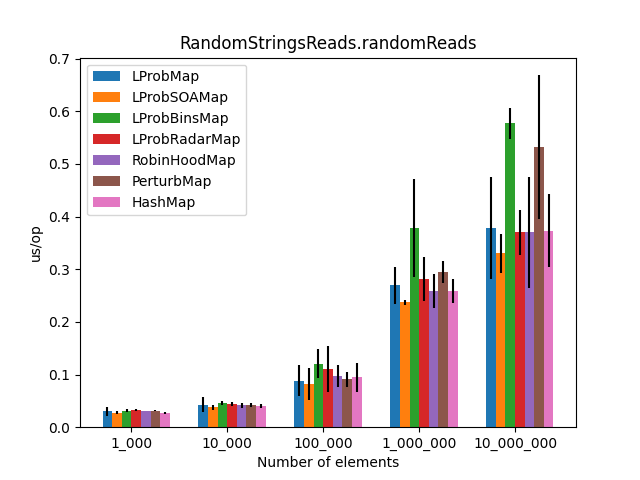 RandomStringsReads.randomReads
us/op
0.7
0.6
0.5
0.4
0.3
0.2
0.1
0.0
LProbMap
LProbSOAMap
LProbBinsMap
LProbRadarMap
RobinHoodMap
PerturbMap
HashMap
1_000 10_000 100_000 1_000_000 10_000_000
Number of elements